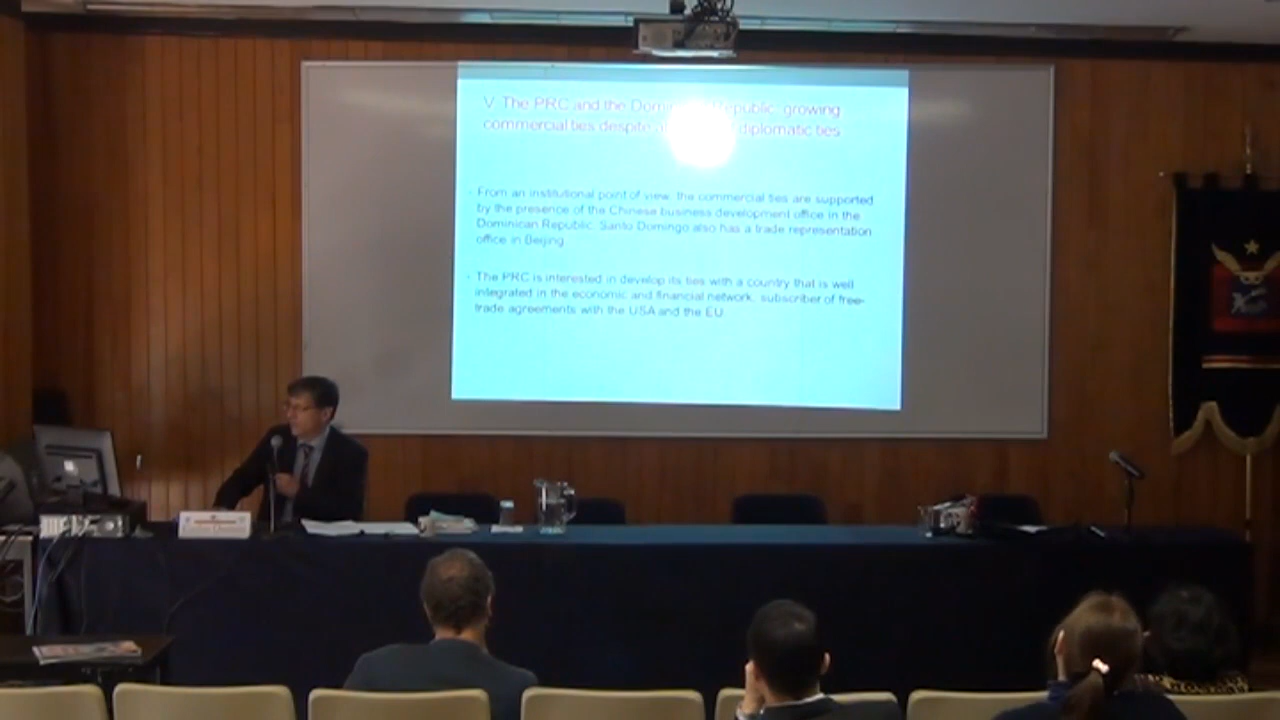 V. The PRC and the Dom Republic: growing
commercial ties despite diplomatic ties
- From an institutional point of view, the commercial ties are supported
by the presence of the Chinese business development office in the
Dominican Republic. Santo Domingo also has a trade representation
office in Beijing
- The PRC is interested in develop its ties with a country that is well
integrated in the economic and financial network, subscriber of free-
trade agreements with the USA and the EU